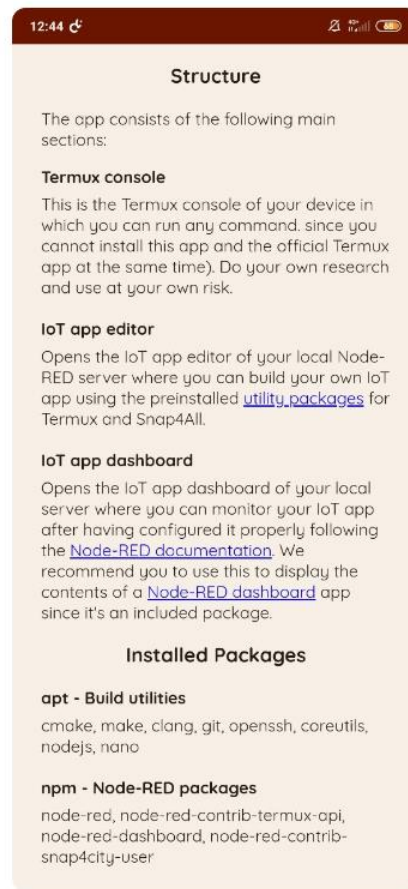 12:44
4G+
68
Structure
The app consists of the following main
sections:
Termux console
This is the Termux console of your device in
which you can run any command. since you
cannot install this app and the official Termux
app at the same time). Do your own research
and use at your own risk.
IoT app editor
Opens the IoT app editor of your local Node-
RED server where you can build your own IoT
app using the preinstalled utility packages for
Termux and Snap4All.
IoT app dashboard
Opens the IoT app dashboard of your local
server where you can monitor your IoT app
after having configured it properly following
the Node-RED documentation. We
recommend you to use this to display the
contents of a Node-RED dashboard app
since it's an included package.
Installed Packages
apt - Build utilities
cmake, make, clang, git, openssh, coreutils,
nodejs, nano
npm - Node-RED packages
node-red, node-red-contrib-termux-api,
node-red-dashboard, node-red-contrib-
snap4city-user